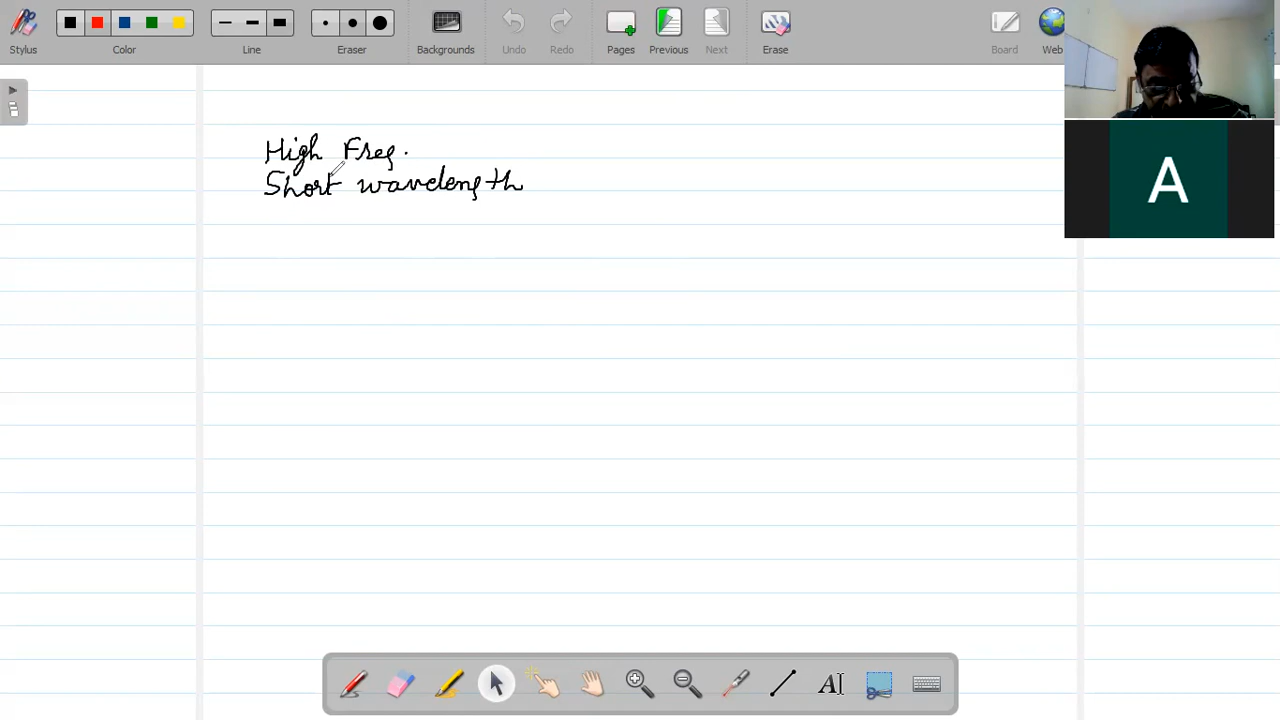 Stylus
Color
Line
Eraser
Backgrounds
Undo
Redo
Pages
Previous
Next
Erase
Board
Web
A
High Freq.
Short wavelength
A